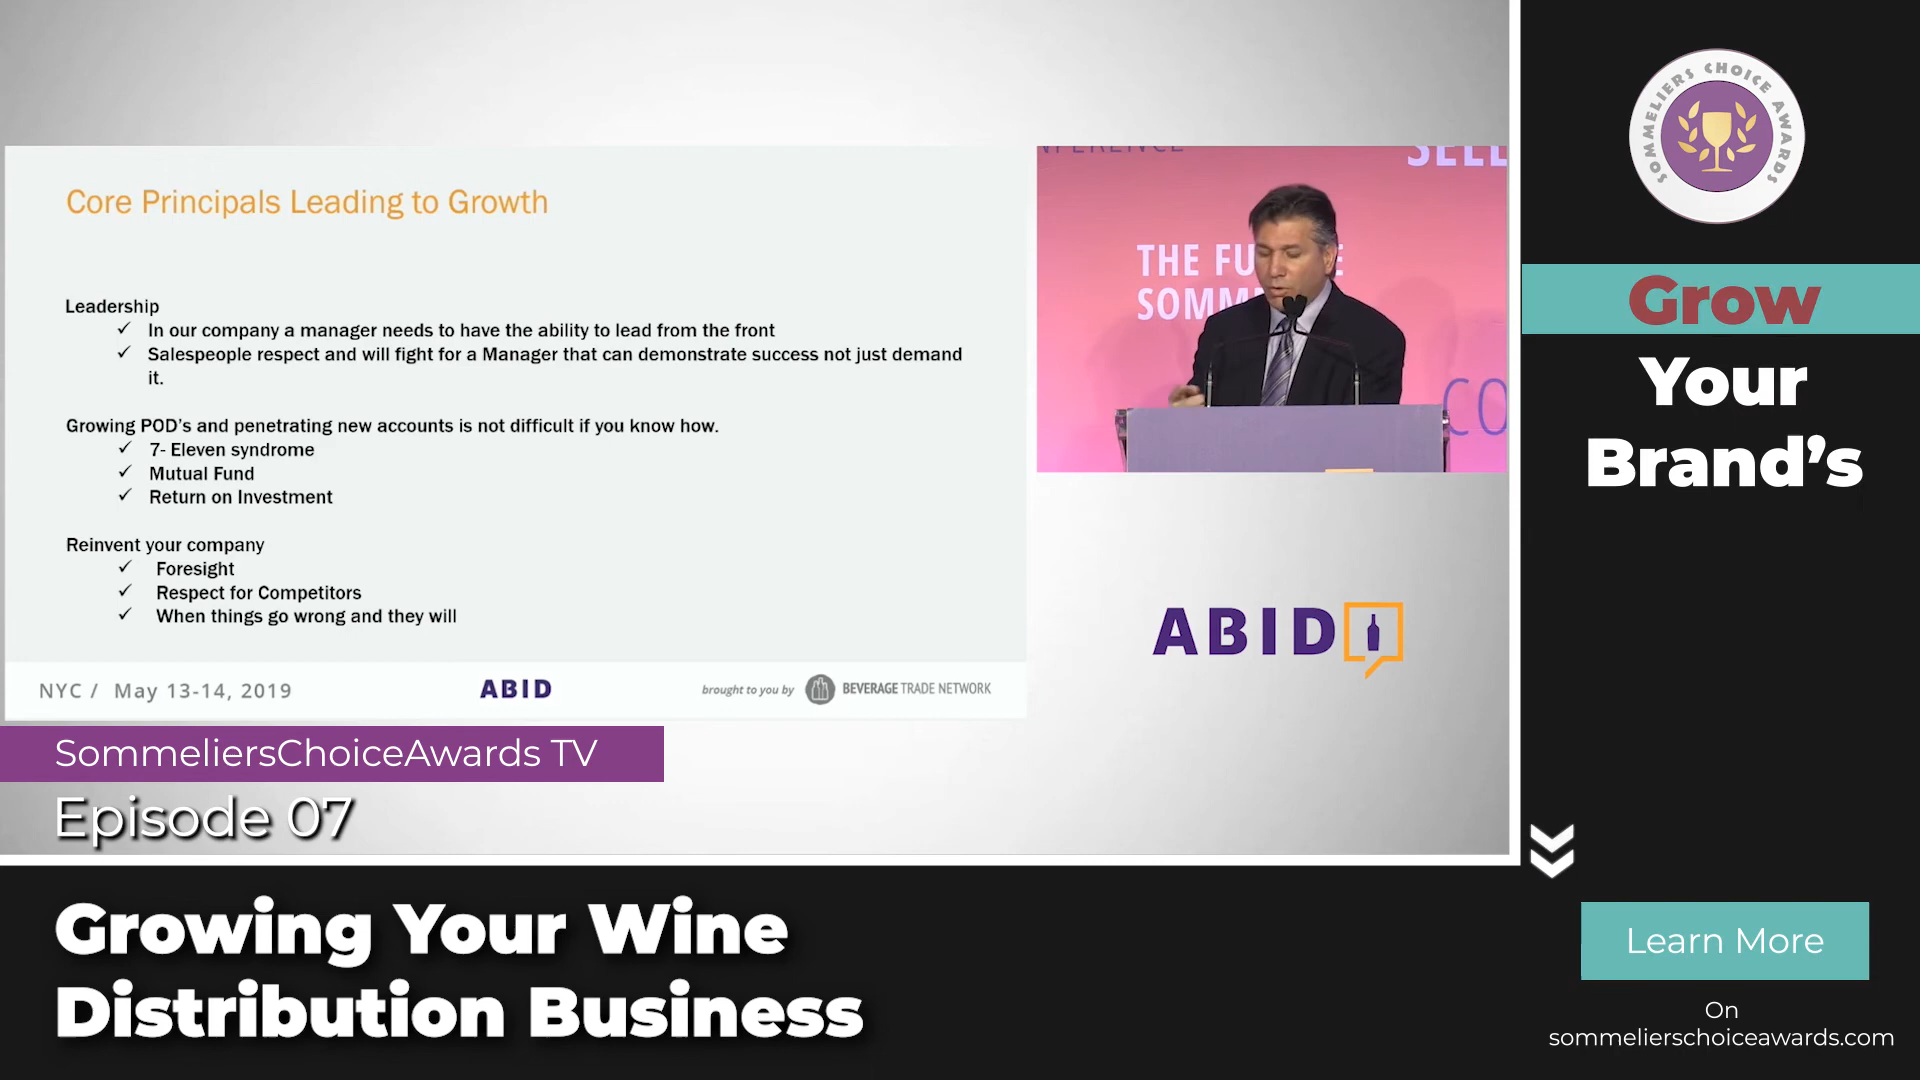 Core Principals Leading to Growth
Leadership
✓ In our company a manager needs to have the ability to lead from the front
✓ Salespeople respect and will fight for a Manager that can demonstrate success not just demand
it.
Growing POD's and penetrating new accounts is not difficult if you know how.
✓ 7- Eleven syndrome
✓ Mutual Fund
✓ Return on Investment
Reinvent your company
✓ Foresight
✓ Respect for Competitors
✓ When things go wrong and they will
NYC / May 13-14, 2019
ABID
brought to you by
BEVERAGE TRADE NETWORK
SELL
THE FU E
SOMM
CO
ABID
SommeliersChoiceAwards TV
Episode 07
Growing Your Wine
Distribution Business
SOMMELIERS CHOICE AWARDS
Grow
Your
Brand’s
Learn More
On
sommelierschoiceawards.com